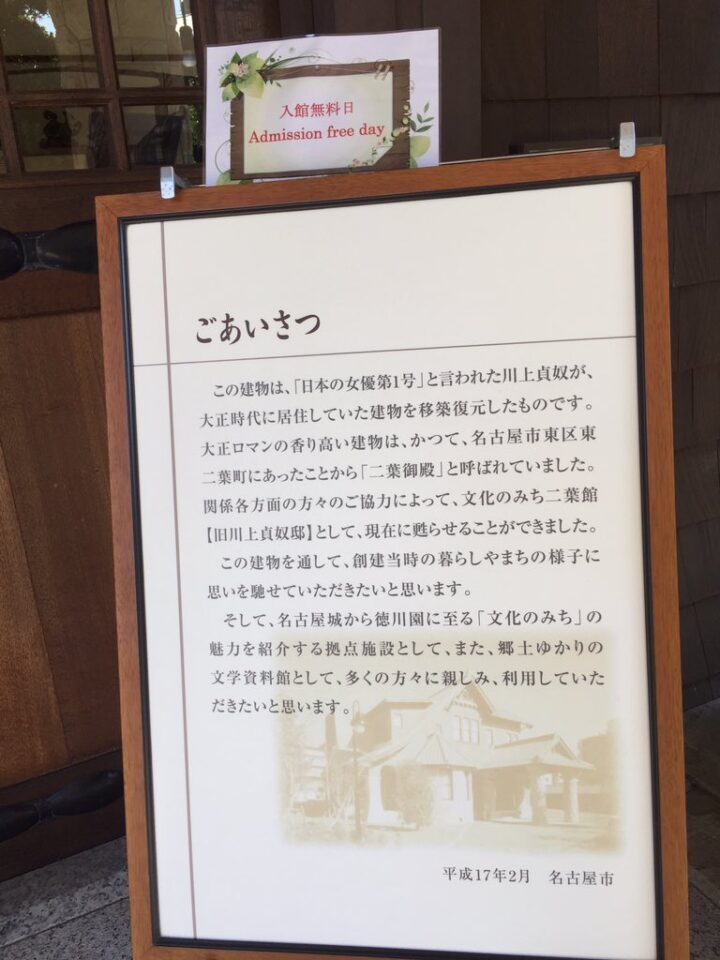 入館無料日
Admission free day
ごあいさつ
この建物は、「日本の女優第1号」と言われた川上貞奴が、
大正時代に居住していた建物を移築復元したものです。
大正ロマンの香り高い建物は、かつて、名古屋市東区東
二葉町にあったことから「二葉御殿」と呼ばれていました。
関係各方面の方々のご協力によって、文化のみち二葉館
【旧川上貞奴邸】として、現在に甦らせることができました。
この建物を通して、創建当時の暮らしやまちの様子に
思いを馳せていただきたいと思います。
そして、名古屋城から徳川園に至る「文化のみち」の
魅力を紹介する拠点施設として、また、郷土ゆかりの
文学資料館として、多くの方々に親しみ、利用していた
だきたいと思います。
平成17年2月 名古屋市